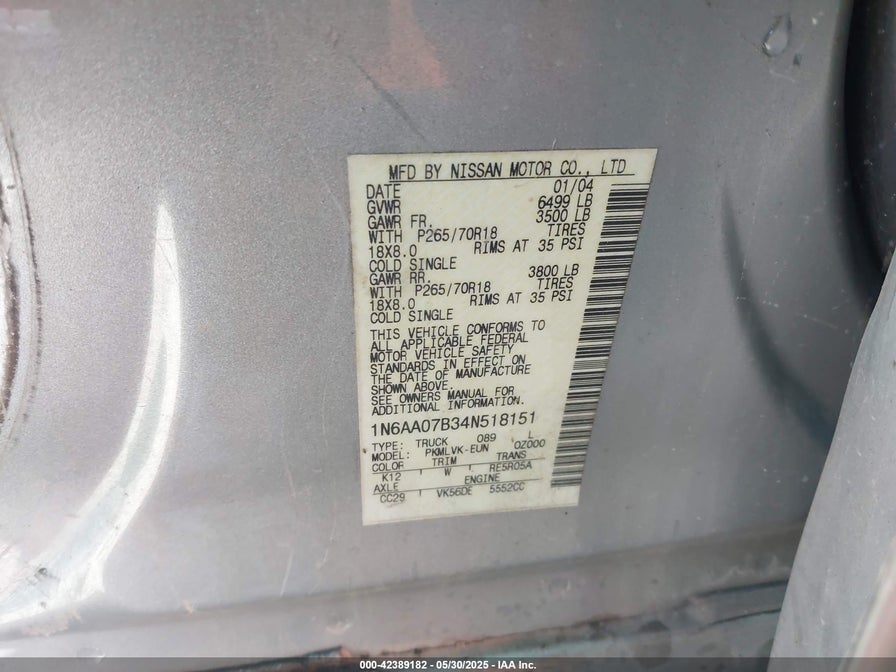 MFD BY NISSAN MOTOR CO., LTD
DATE 01/04
GVWR 6499 LB
GAWR FR. 3500 LB
WITH P265/70R18 TIRES
18X8.0 RIMS AT 35 PSI
COLD SINGLE
GAWR RR. 3800 LB
WITH P265/70R18 TIRES
18X8.0 RIMS AT 35 PSI
COLD SINGLE
THIS VEHICLE CONFORMS TO
ALL APPLICABLE FEDERAL
MOTOR VEHICLE SAFETY
STANDARDS IN EFFECT ON
THE DATE OF MANUFACTURE
SHOWN ABOVE.
SEE OWNERS MANUAL FOR
ADDITIONAL INFORMATION.
1N6AA07B34N518151
TYPE: TRUCK 089 L
MODEL: PKMLVK-EUN OZ000
COLOR TRIM TRANS
K12 W RE5R05A
AXLE ENGINE
CC29 VK56DE 5552CC
000-42389182 - 05/30/2025 - IAA Inc.